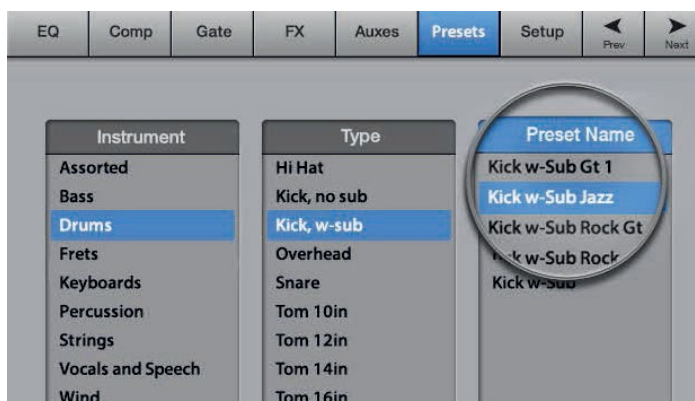 EQ Comp Gate FX Auxes Presets Setup Prev Next
Instrument Type Preset Name
Assorted Hi Hat Kick w-Sub Gt 1
Bass Kick, no sub Kick w-Sub Jazz
Drums Kick, w-sub Kick w-Sub Rock Gt
Frets Overhead Kick w-Sub Rock
Keyboards Snare Kick w-Sub
Percussion Tom 10in
Strings Tom 12in
Vocals and Speech Tom 14in
Wind Tom 16in